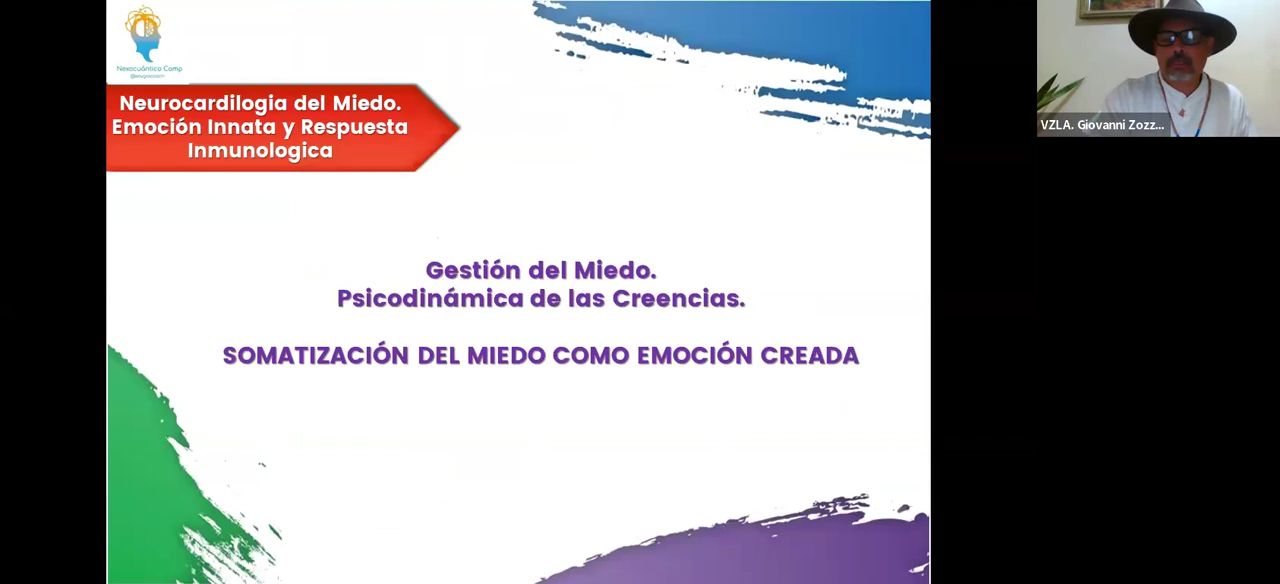 Nexocuántico Comp
Neurocardilogia del Miedo.
Emoción Innata y Respuesta
Inmunologica
Gestión del Miedo.
Psicodinámica de las Creencias.
SOMATIZACIÓN DEL MIEDO COMO EMOCIÓN CREADA
VZLA. Giovanni Zozz...